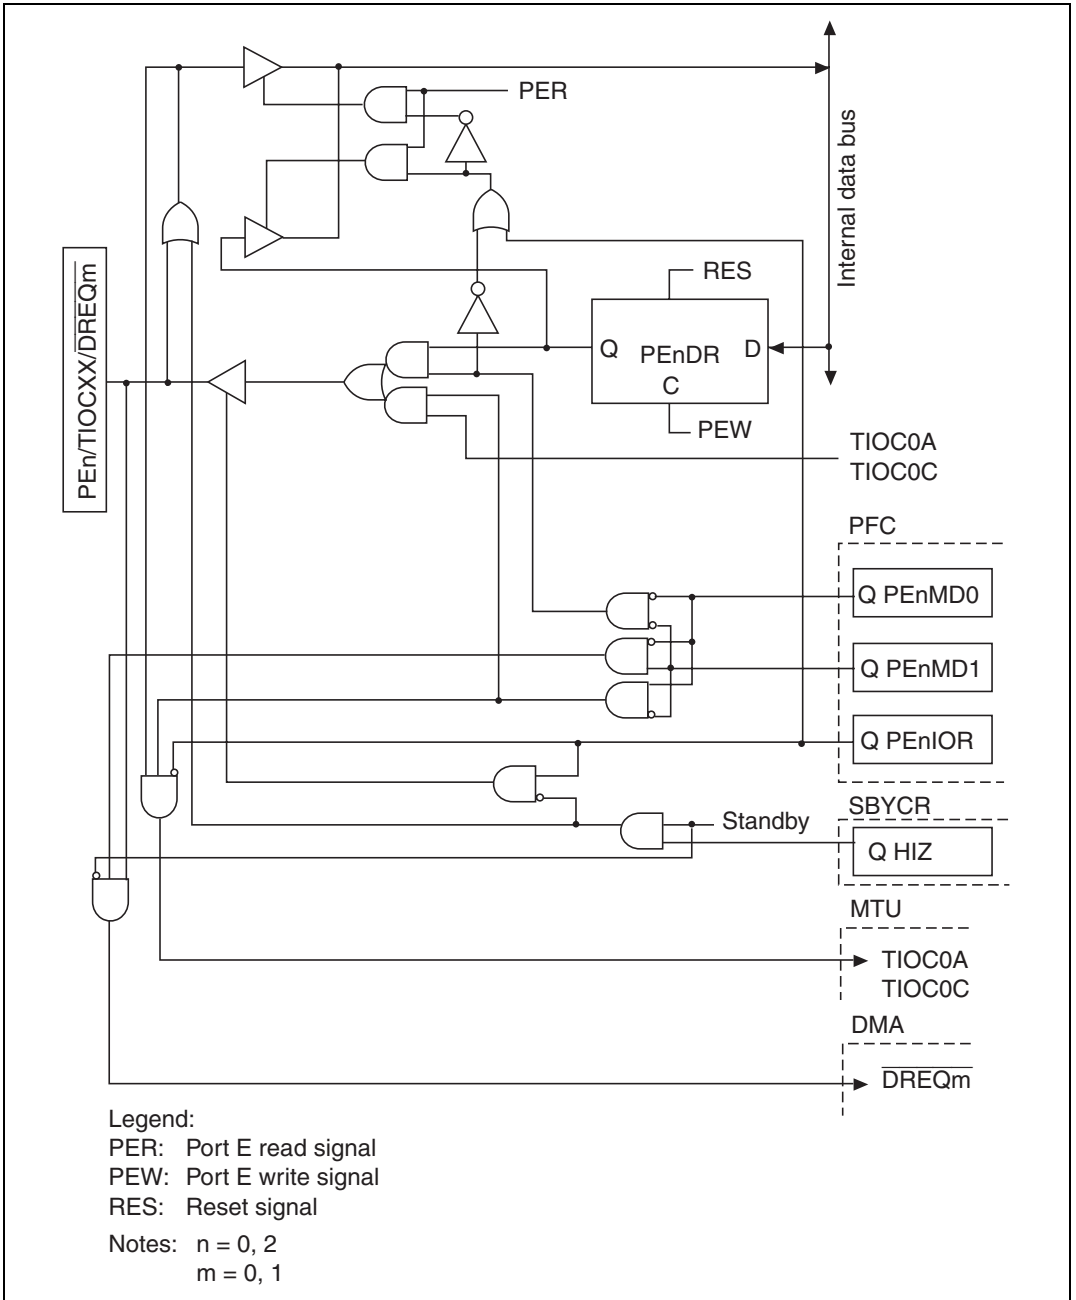 PER
Internal data bus
RES
PEn/TIOCXX/D̅R̅E̅Q̅m̅
Q PEnDR D
C
PEW
TIOC0A
TIOC0C
PFC
Q PEnMD0
Q PEnMD1
Q PEnIOR
SBYCR
Standby
Q HIZ
MTU
TIOC0A
TIOC0C
DMA
D̅R̅E̅Q̅m̅
Legend:
PER: Port E read signal
PEW: Port E write signal
RES: Reset signal
Notes: n = 0, 2
m = 0, 1